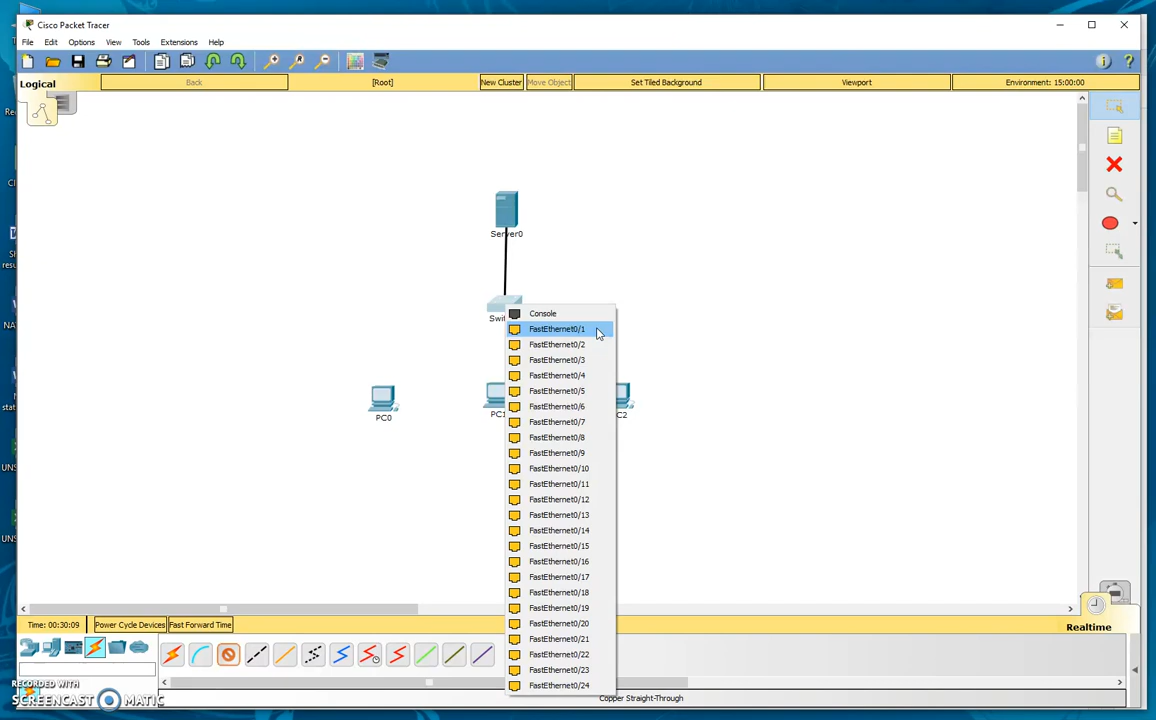 Cisco Packet Tracer
File Edit Options View Tools Extensions Help
Logical Back [Root] New Cluster Move Object Set Tiled Background Viewport Environment: 15:00:00
Server0
Swi
Console
FastEthernet0/1
FastEthernet0/2
FastEthernet0/3
FastEthernet0/4
FastEthernet0/5
FastEthernet0/6
FastEthernet0/7
FastEthernet0/8
FastEthernet0/9
FastEthernet0/10
FastEthernet0/11
FastEthernet0/12
FastEthernet0/13
FastEthernet0/14
FastEthernet0/15
FastEthernet0/16
FastEthernet0/17
FastEthernet0/18
FastEthernet0/19
FastEthernet0/20
FastEthernet0/21
FastEthernet0/22
FastEthernet0/23
FastEthernet0/24
PC0
PC1
C2
Time: 00:30:09 Power Cycle Devices Fast Forward Time
Realtime
Copper Straight-Through
RECORDED WITH
SCREENCAST MATIC